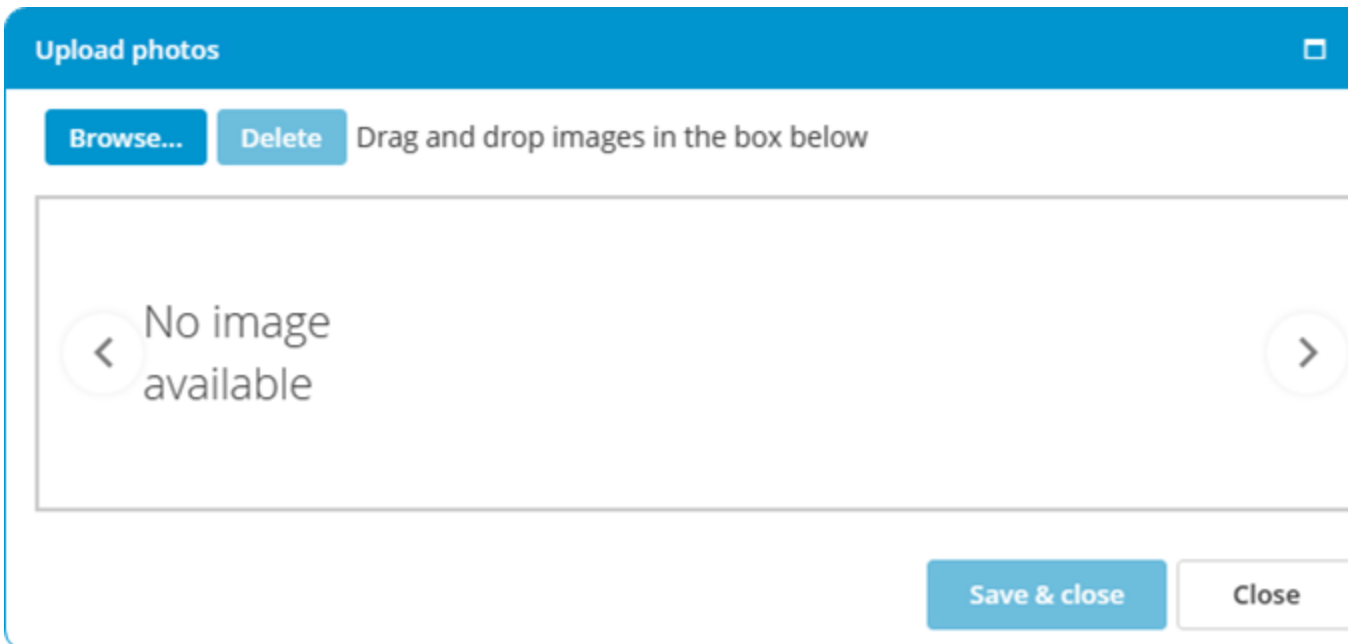 Upload photos
Browse... Delete Drag and drop images in the box below
No image
available
Save & close Close